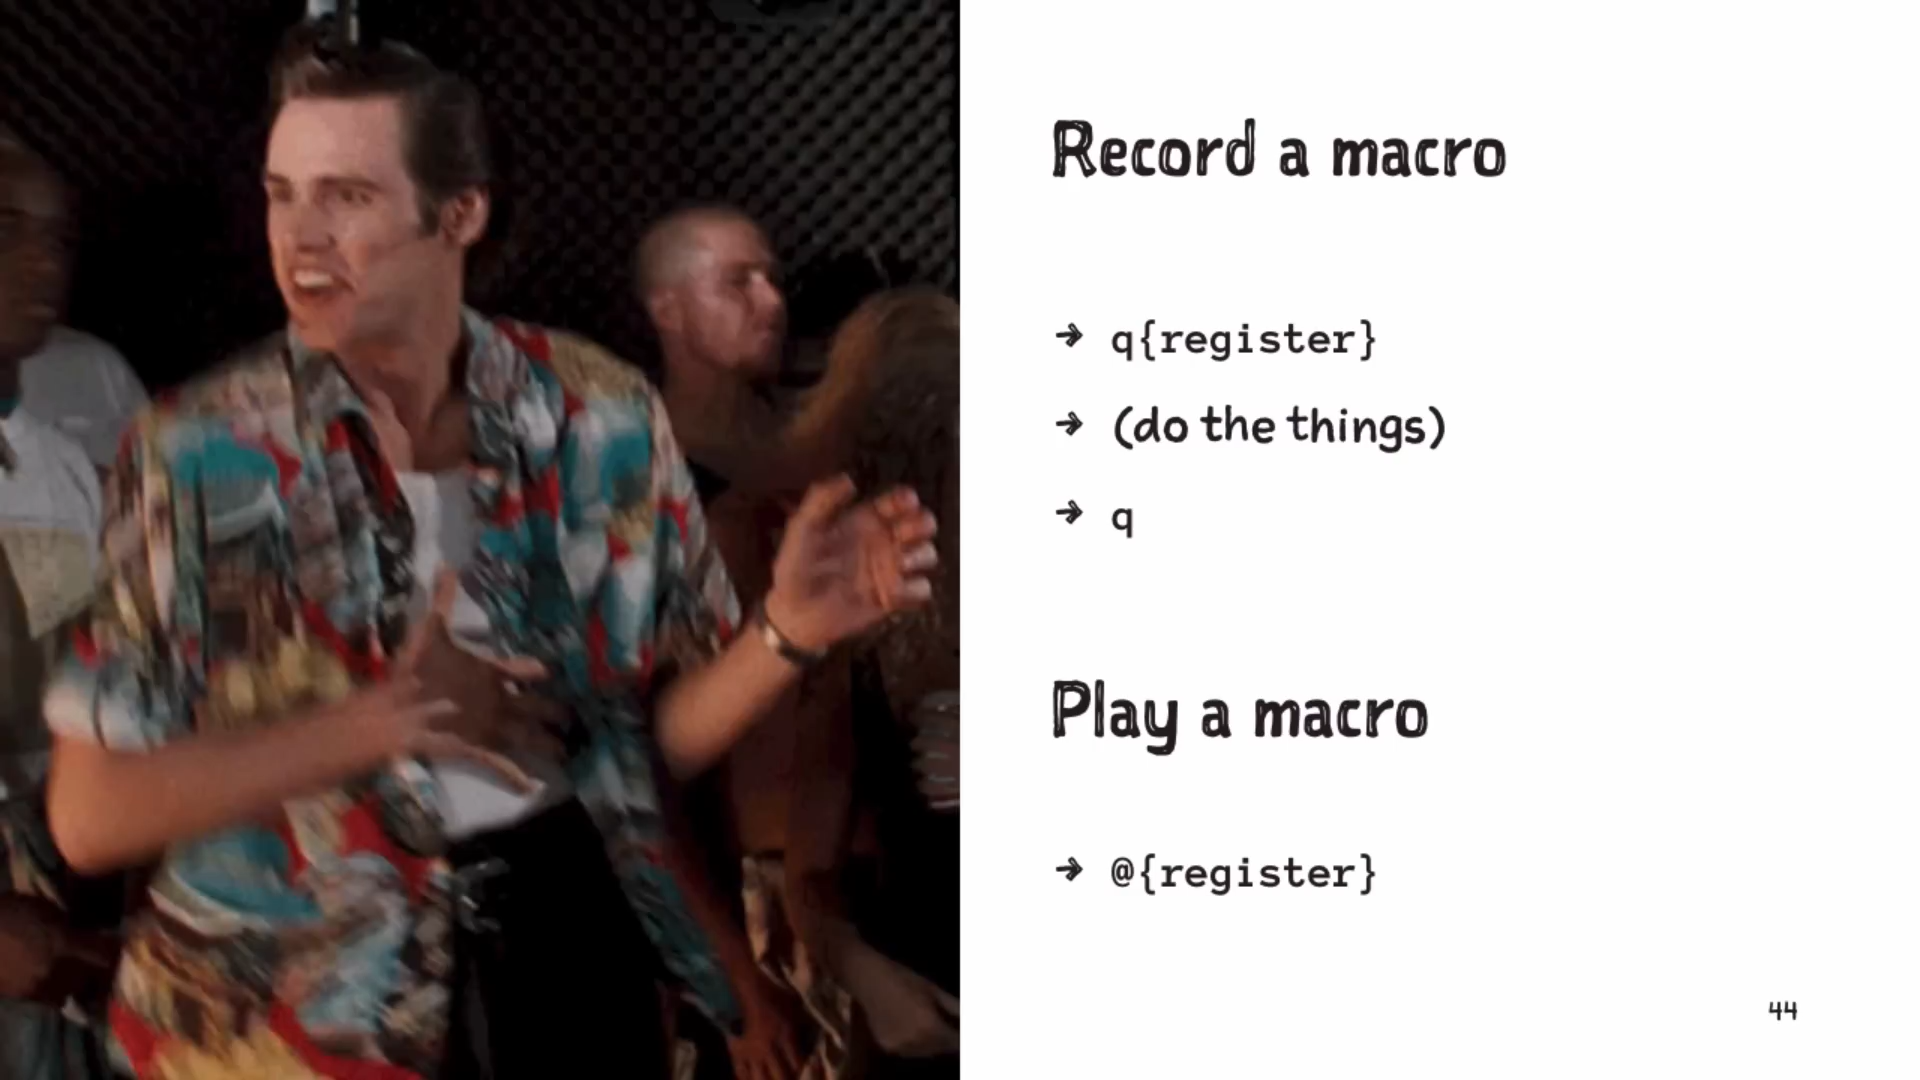 Record a macro
→ q{register}
→ (do the things)
→ q
Play a macro
→ @{register}
44